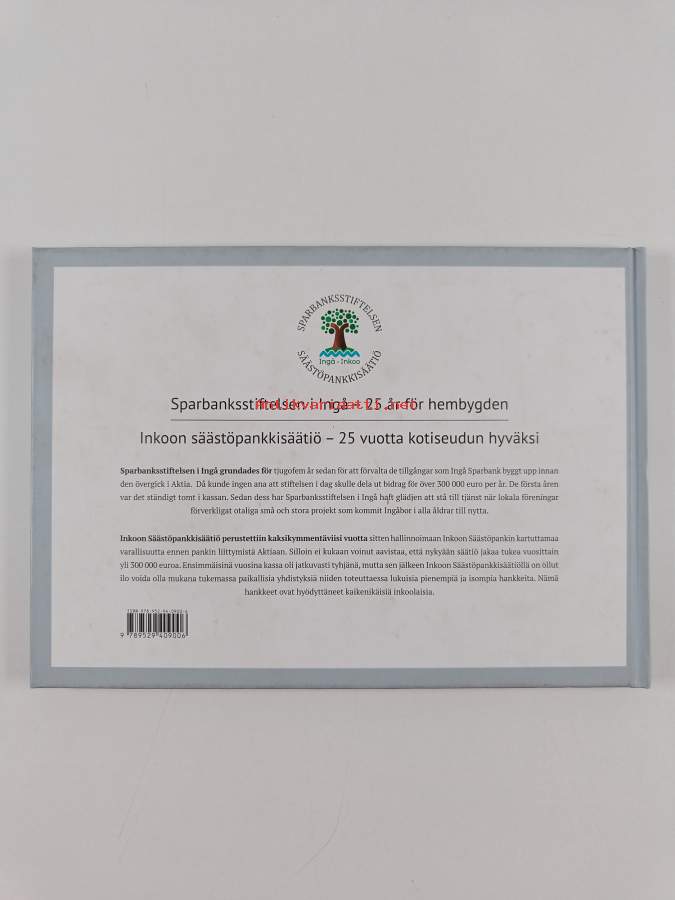 SPARBANKSSTIFTELSEN
Ingå - Inkoo
SÄÄSTÖPANKKISÄÄTIÖ
Sparbanksstiftelsen i Ingå – 25 år för hembygden
antikvariaatti.net
Inkoon säästöpankkisäätiö – 25 vuotta kotiseudun hyväksi
Sparbanksstiftelsen i Ingå grundades för tjugofem år sedan för att förvalta de tillgångar som Ingå Sparbank byggt upp innan
den övergick i Aktia. Då kunde ingen ana att stiftelsen i dag skulle dela ut bidrag för över 300 000 euro per år. De första åren
var det ständigt tomt i kassan. Sedan dess har Sparbanksstiftelsen i Ingå haft glädjen att stå till tjänst när lokala föreningar
förverkligat otaliga små och stora projekt som kommit Ingåbor i alla åldrar till nytta.
Inkoon Säästöpankkisäätiö perustettiin kaksikymmentäviisi vuotta sitten hallinnoimaan Inkoon Säästöpankin kartuttamaa
varallisuutta ennen pankin liittymistä Aktiaan. Silloin ei kukaan voinut aavistaa, että nykyään säätiö jakaa tukea vuosittain
yli 300 000 euroa. Ensimmäisinä vuosina kassa oli jatkuvasti tyhjänä, mutta sen jälkeen Inkoon Säästöpankkisäätiöllä on ollut
ilo voida olla mukana tukemassa paikallisia yhdistyksiä niiden toteuttaessa lukuisia pienempiä ja isompia hankkeita. Nämä
hankkeet ovat hyödyttäneet kaikenikäisiä inkoolaisia.
ISBN 978-952-94-0900-6
9 789529 409006